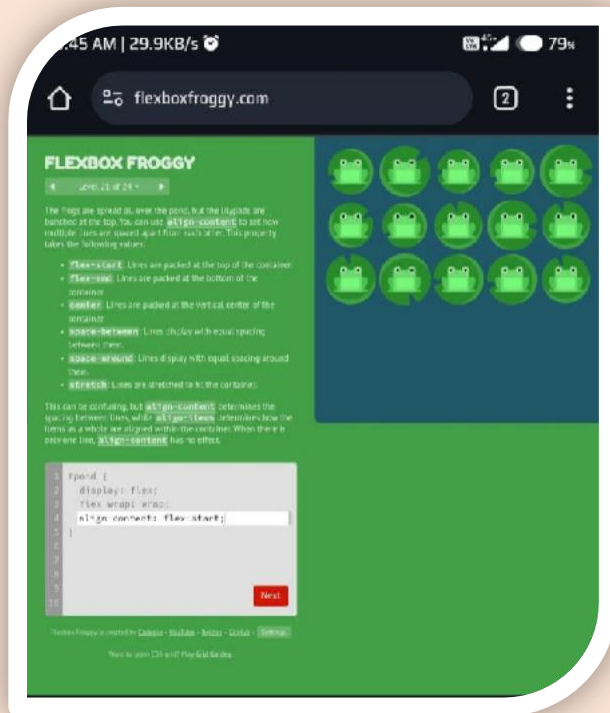 :45 AM | 29.9KB/s
79%
flexboxfroggy.com
2
FLEXBOX FROGGY
Level 21 of 24
The frogs are spread all over the pond, but the lilypads are
bunched at the top. You can use align-content to set how
multiple lines are spaced apart from each other. This property
takes the following values:
flex-start: Lines are packed at the top of the container.
flex-end: Lines are packed at the bottom of the
container.
center: Lines are packed at the vertical center of the
container.
space-between: Lines display with equal spacing
between them.
space-around: Lines display with equal spacing around
them.
stretch: Lines are stretched to fit the container.
This can be confusing, but align-content determines the
spacing between lines, while align-items determines how the
items as a whole are aligned within the container. When there is
only one line, align-content has no effect.
1 #pond {
2 display: flex;
3 flex-wrap: wrap;
4 align-content: flex-start;
5 }
6
7
8
9
10
Next
Flexbox Froggy is created by Codepip • YouTube • Twitter • GitHub • Settings
Want to learn CSS grid? Play Grid Garden.